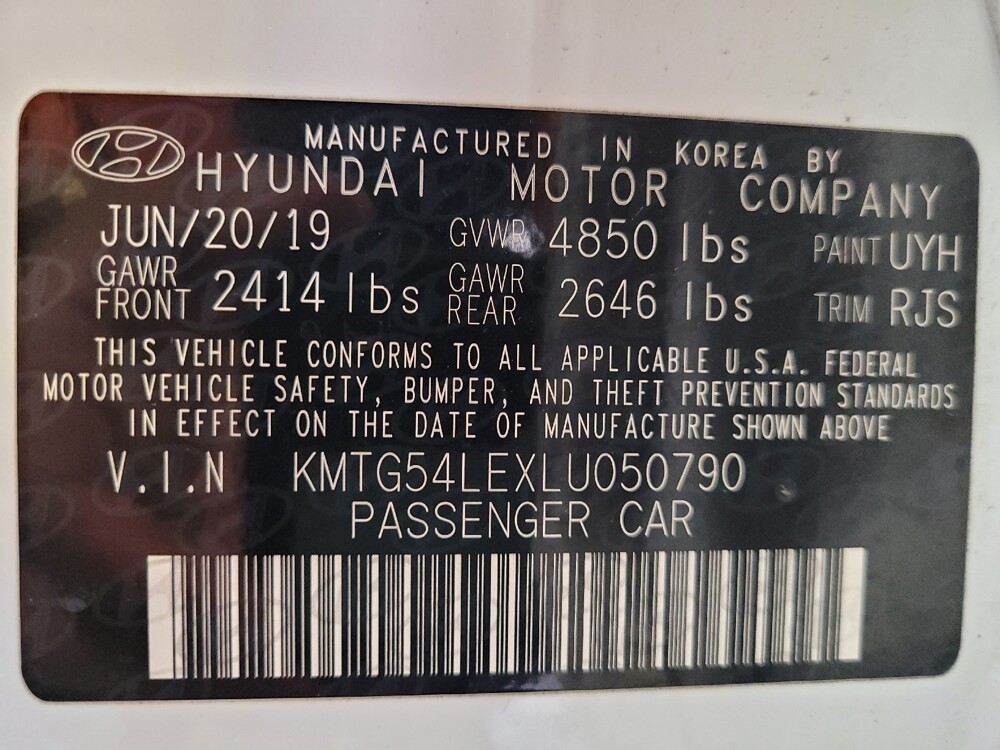 MANUFACTURED IN KOREA BY
HYUNDAI MOTOR COMPANY
JUN/20/19 GVWR 4850 lbs PAINT UYH
GAWR FRONT 2414 lbs GAWR REAR 2646 lbs TRIM RJS
THIS VEHICLE CONFORMS TO ALL APPLICABLE U.S.A. FEDERAL
MOTOR VEHICLE SAFETY, BUMPER, AND THEFT PREVENTION STANDARDS
IN EFFECT ON THE DATE OF MANUFACTURE SHOWN ABOVE
V.I.N KMTG54LEXLU050790
PASSENGER CAR